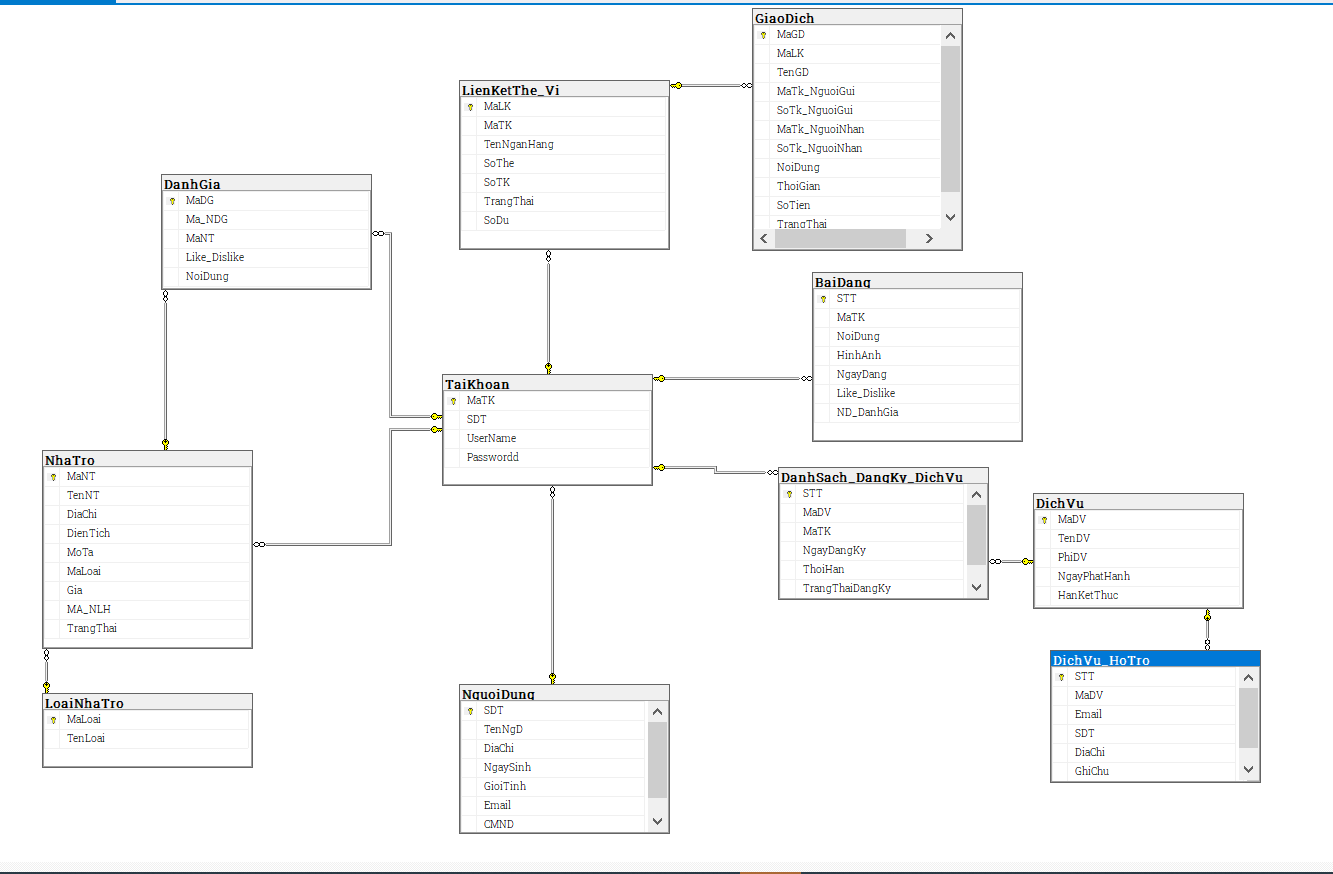 GiaoDich
MaGD
MaLK
TenGD
MaTk_NguoiGui
SoTk_NguoiGui
MaTk_NguoiNhan
SoTk_NguoiNhan
NoiDung
ThoiGian
SoTien
TrangThai
LienKetThe_Vi
MaLK
MaTK
TenNganHang
SoThe
SoTK
TrangThai
SoDu
DanhGia
MaDG
Ma_NDG
MaNT
Like_Dislike
NoiDung
BaiDang
STT
MaTK
NoiDung
HinhAnh
NgayDang
Like_Dislike
ND_DanhGia
TaiKhoan
MaTK
SDT
UserName
Passwordd
NhaTro
MaNT
TenNT
DiaChi
DienTich
MoTa
MaLoai
Gia
MA_NLH
TrangThai
DanhSach_DangKy_DichVu
STT
MaDV
MaTK
NgayDangKy
ThoiHan
TrangThaiDangKy
DichVu
MaDV
TenDV
PhiDV
NgayPhatHanh
HanKetThuc
DichVu_HoTro
STT
MaDV
Email
SDT
DiaChi
GhiChu
LoaiNhaTro
MaLoai
TenLoai
NguoiDung
SDT
TenNgD
DiaChi
NgaySinh
GioiTinh
Email
CMND